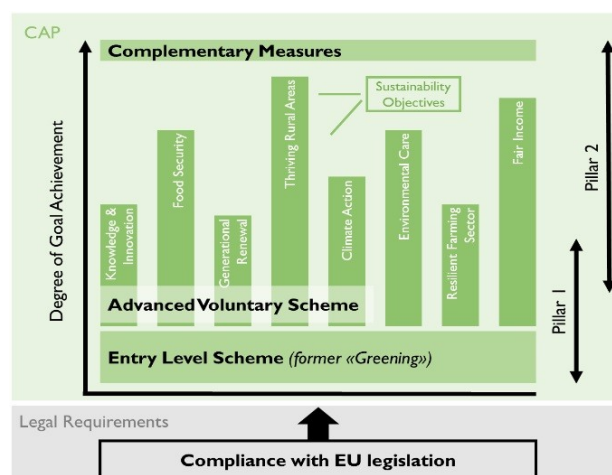 CAP
Complementary Measures
Sustainability
Objectives
Degree of Goal Achievement
Knowledge &
Innovation
Food Security
Generational
Renewal
Thriving Rural Areas
Climate Action
Environmental Care
Resilient Farming
Sector
Fair Income
Pillar 2
Pillar 1
Advanced Voluntary Scheme
Entry Level Scheme (former «Greening»)
Legal Requirements
Compliance with EU legislation